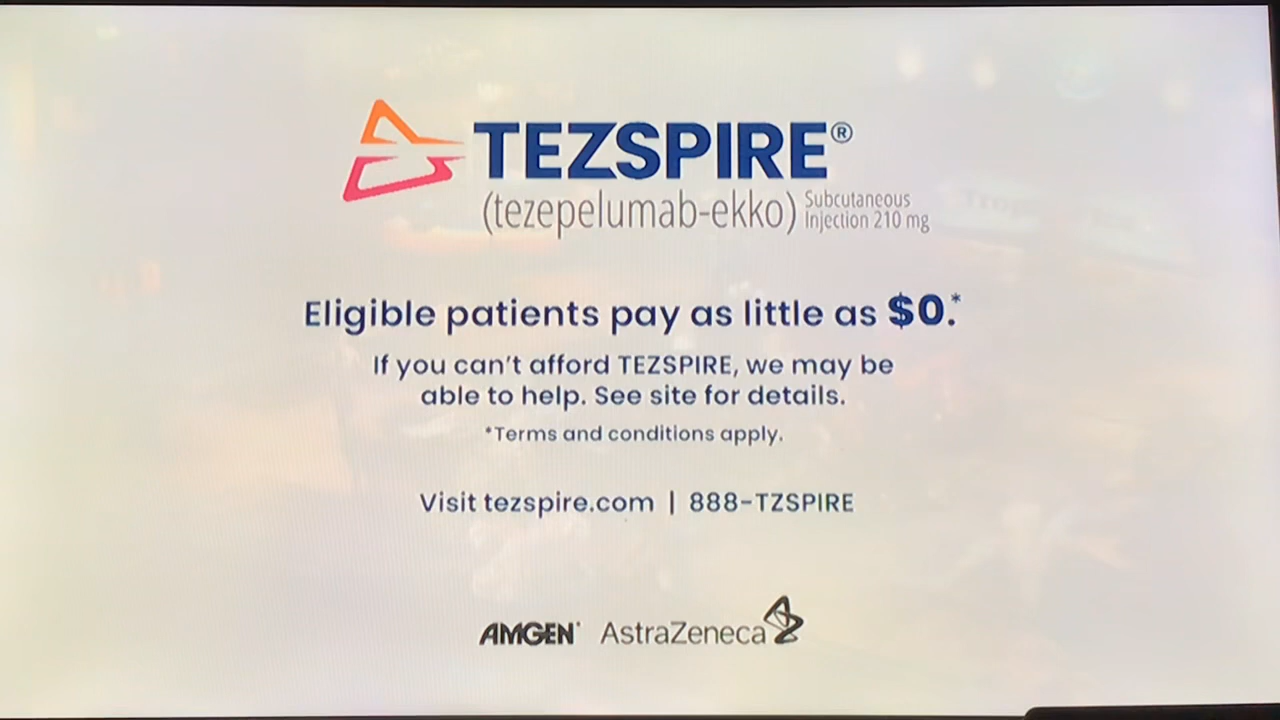 TEZSPIRE®
(tezepelumab-ekko) Subcutaneous
Injection 210 mg
Eligible patients pay as little as $0.*
If you can't afford TEZSPIRE, we may be
able to help. See site for details.
*Terms and conditions apply.
Visit tezspire.com | 888-TZSPIRE
AMGEN® AstraZeneca